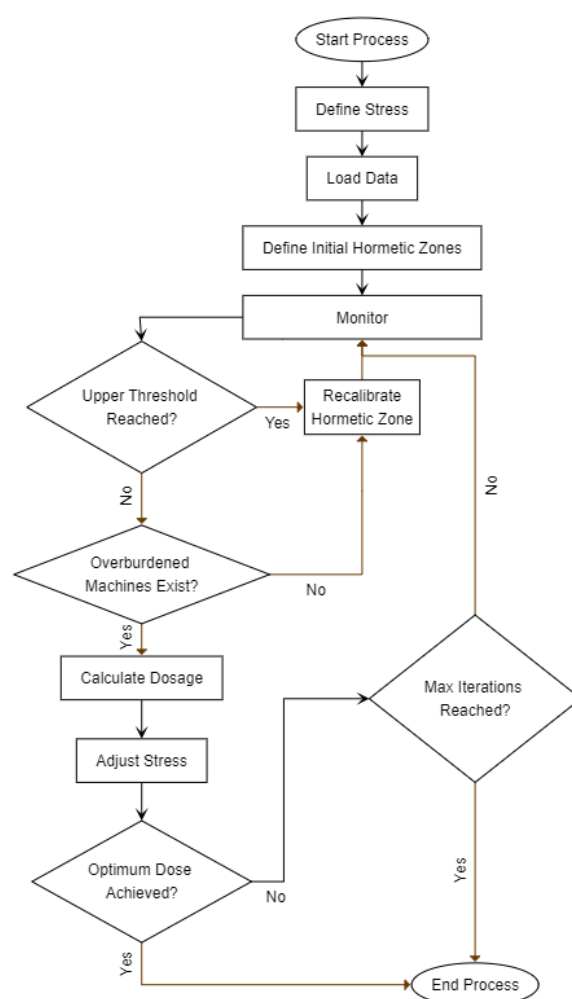 Start Process
Define Stress
Load Data
Define Initial Hormetic Zones
Monitor
Upper Threshold
Reached?
Yes
Recalibrate
Hormetic Zone
No
No
Overburdened
Machines Exist?
No
Yes
Calculate Dosage
Max Iterations
Reached?
Adjust Stress
Optimum Dose
Achieved?
No
Yes
Yes
End Process